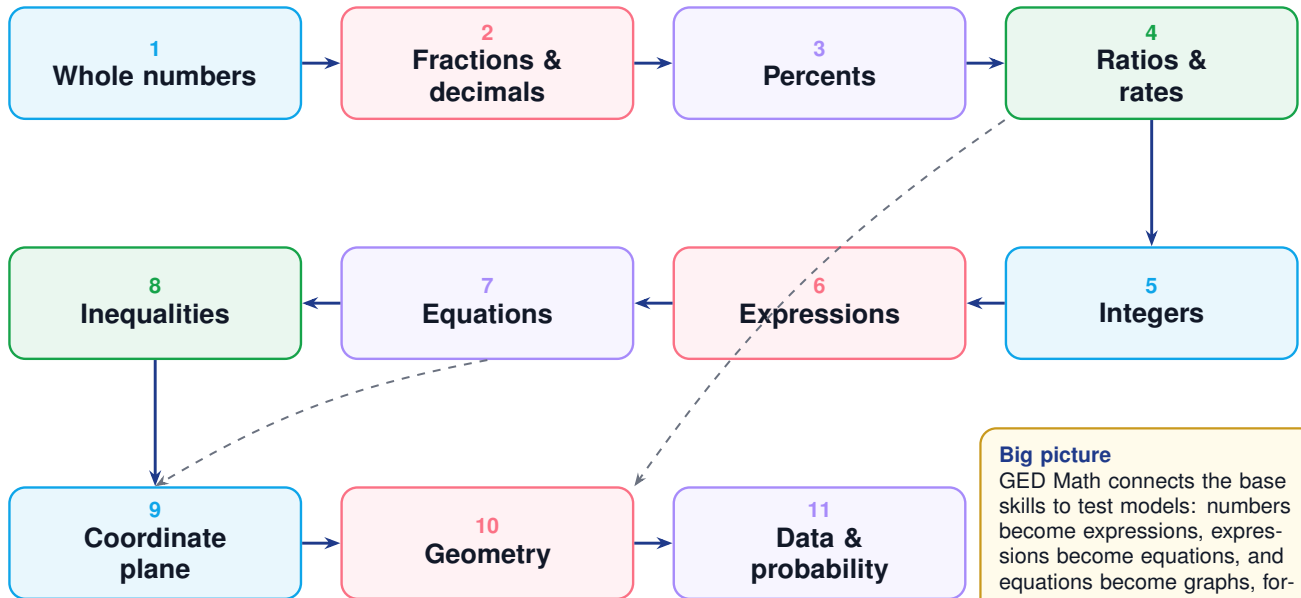 1
Whole numbers
2
Fractions &
decimals
3
Percents
4
Ratios &
rates
8
Inequalities
7
Equations
6
Expressions
5
Integers
9
Coordinate
plane
10
Geometry
11
Data &
probability
Big picture
GED Math connects the base
skills to test models: numbers
become expressions, expres-
sions become equations, and
equations become graphs, for-